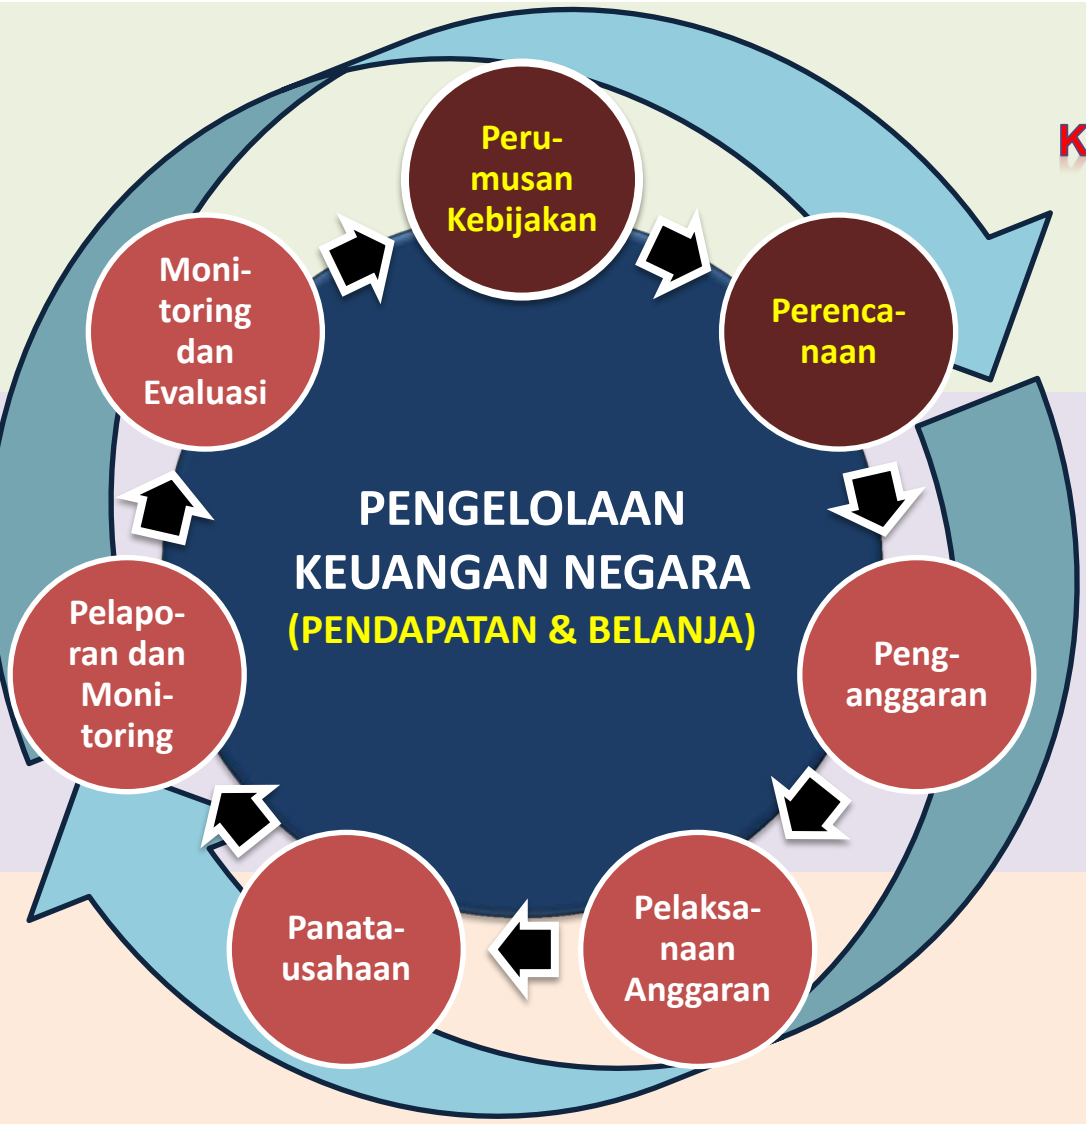 K
Peru-
musan
Kebijakan
Perenca-
naan
Peng-
anggaran
Pelaksa-
naan
Anggaran
Panata-
usahaan
Pelapo-
ran dan
Moni-
toring
Moni-
toring
dan
Evaluasi
PENGELOLAAN
KEUANGAN NEGARA
(PENDAPATAN & BELANJA)